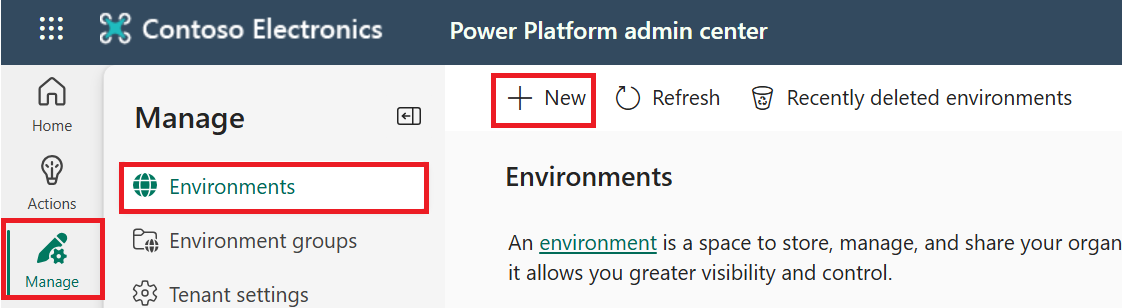 Contoso Electronics
Power Platform admin center
Home
Actions
Manage
Manage
Environments
Environment groups
Tenant settings
New
Refresh
Recently deleted environments
Environments
An environment is a space to store, manage, and share your organ
it allows you greater visibility and control.